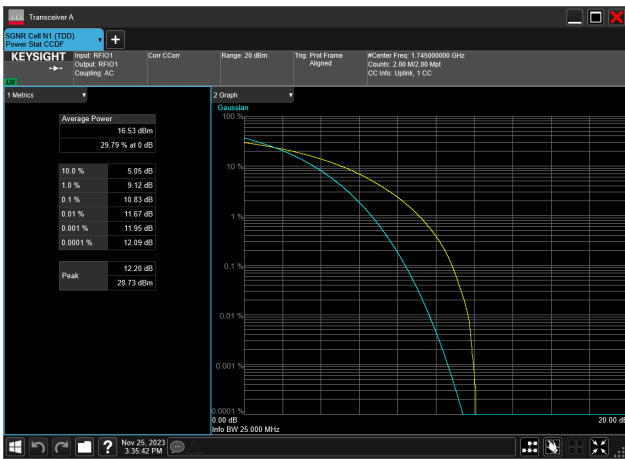 Transceiver A
5GNR Cell N1 (TDD)
Power Stat CCDF
KEYSIGHT
Input: RFIO1
Output: RFIO1
Coupling: AC
Corr CCorr
Range: 20 dBm
Trig: Prot Frame
Aligned
#Center Freq: 1.745000000 GHz
Counts: 2.00 M/2.00 Mpt
CC Info: Uplink, 1 CC
1 Metrics
Average Power
16.53 dBm
29.79 % at 0 dB
10.0 % 5.05 dB
1.0 % 9.12 dB
0.1 % 10.83 dB
0.01 % 11.67 dB
0.001 % 11.95 dB
0.0001 % 12.09 dB
Peak
12.20 dB
28.73 dBm
2 Graph
Gaussian
100 %
10 %
1 %
0.1 %
0.01 %
0.001 %
0.0001 %
0.00 dB
20.00 dB
Info BW 25.000 MHz
Nov 25, 2023
3:35:42 PM